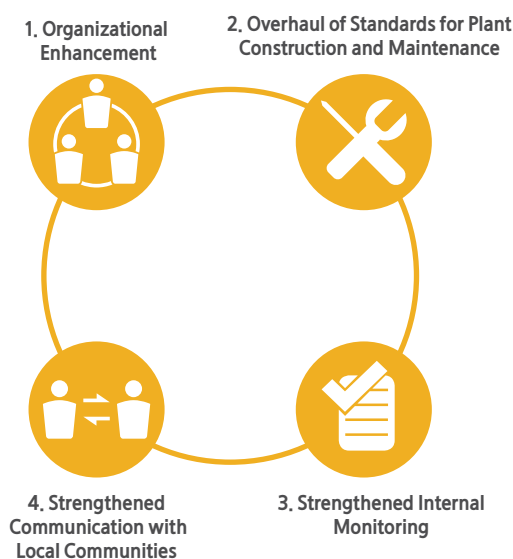 1. Organizational
Enhancement
2. Overhaul of Standards for Plant
Construction and Maintenance
3. Strengthened Internal
Monitoring
4. Strengthened
Communication with
Local Communities